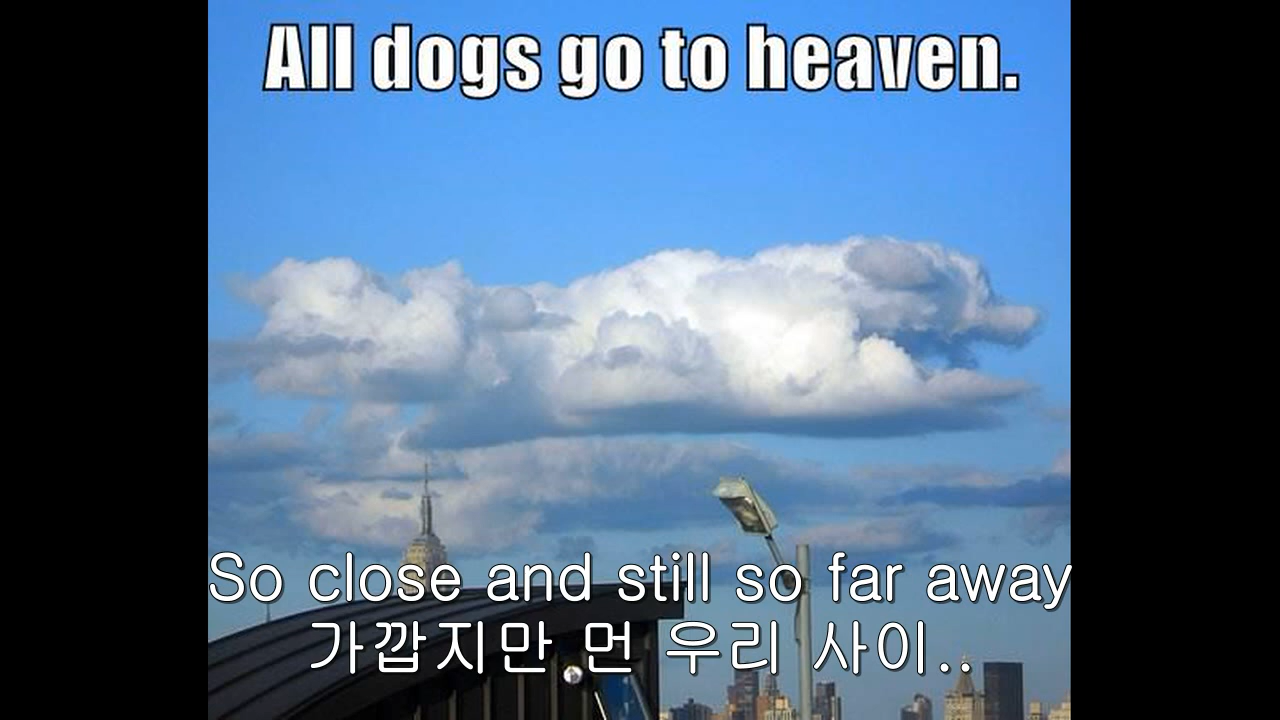 All dogs go to heaven.
So close and still so far away
가깝지만 먼 우리 사이..